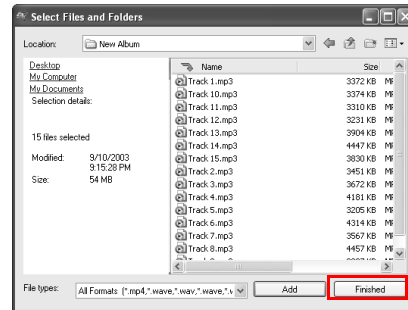 Select Files and Folders
Location:
New Album
Desktop
My Computer
My Documents
Selection details:
15 files selected
Modified: 9/10/2003
9:15:28 PM
Size: 54 MB
Name Size
Track 1.mp3 3372 KB
Track 10.mp3 3374 KB
Track 11.mp3 3310 KB
Track 12.mp3 3231 KB
Track 13.mp3 3904 KB
Track 14.mp3 4447 KB
Track 15.mp3 3830 KB
Track 2.mp3 3451 KB
Track 3.mp3 3672 KB
Track 4.mp3 4181 KB
Track 5.mp3 3205 KB
Track 6.mp3 4314 KB
Track 7.mp3 3567 KB
Track 8.mp3 4457 KB
File types: All Formats (*.mp4,*.wave,*.wav,*.wave,*.v
Add
Finished